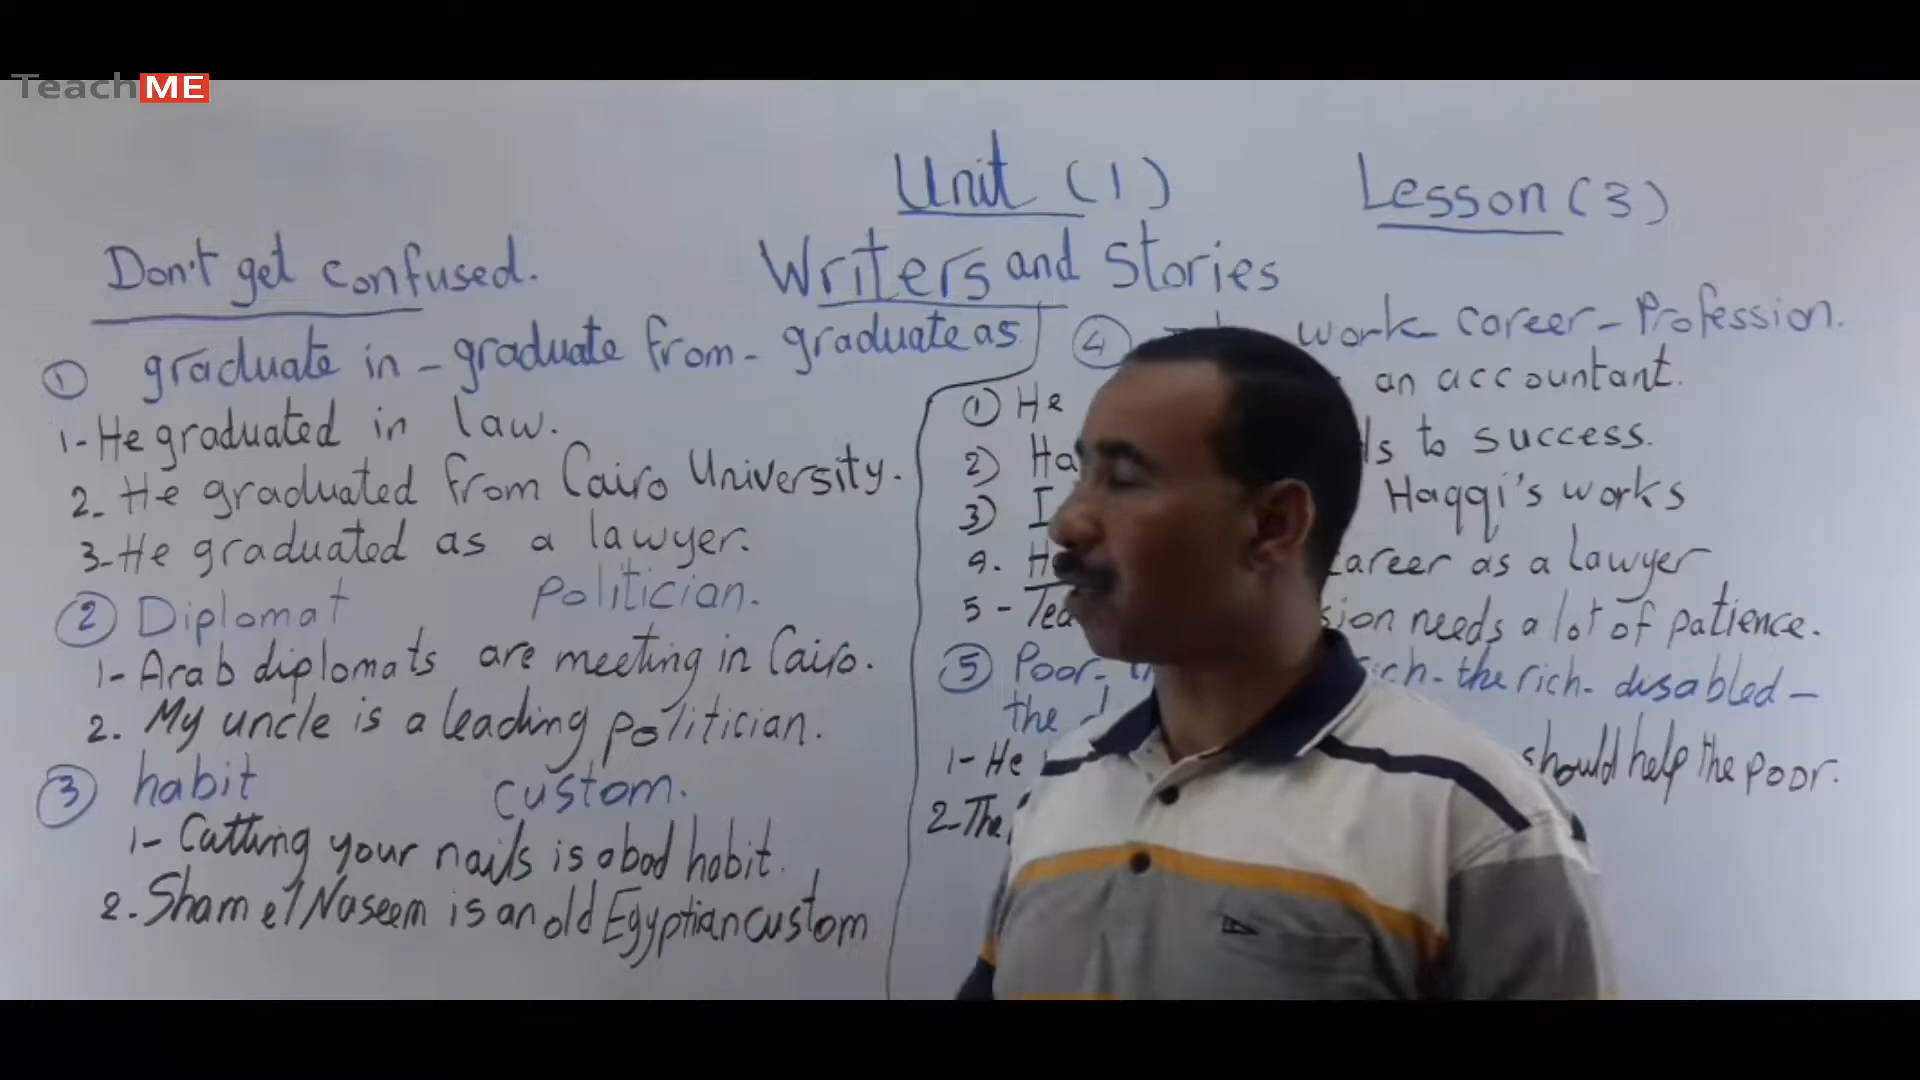 TeachME
Unit (1)
Lesson (3)
Writers and Stories
Don't get confused.
① graduate in - graduate from - graduate as
1- He graduated in law.
2. He graduated from Cairo University.
3- He graduated as a lawyer.
② Diplomat politician.
1- Arab diplomats are meeting in Cairo.
2. My uncle is a leading politician.
③ habit custom.
1- Cutting your nails is a bad habit.
2. Sham el Naseem is an old Egyptian custom
④ work career - Profession.
① He an accountant.
2) to success.
3) I Haqqi's works
4. career as a lawyer
5 - needs a lot of patience.
⑤ Poor - the rich - disabled -
the
1- He should help the poor.
2- The